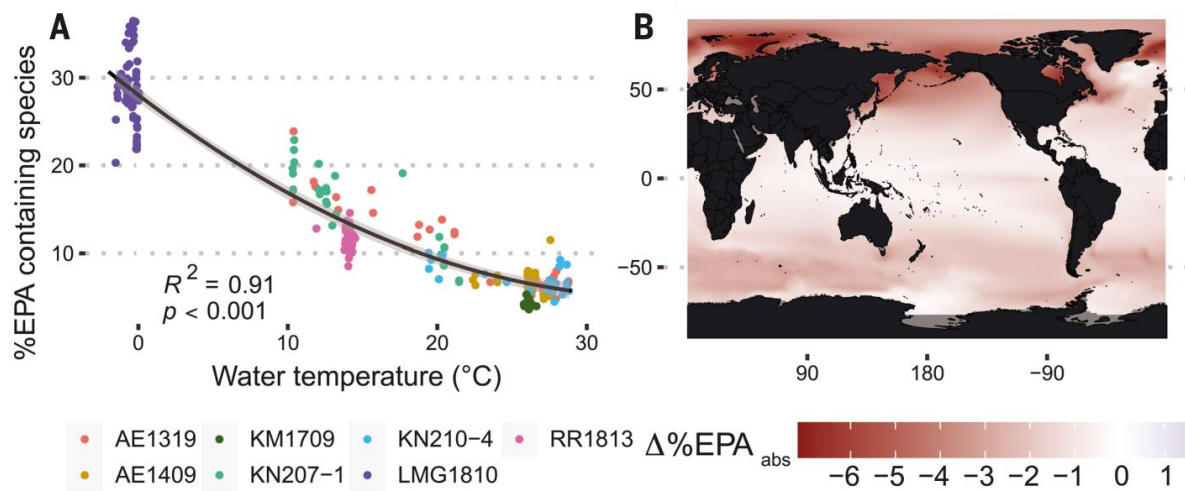 A
%EPA containing species
30
20
10
R² = 0.91
p < 0.001
0
10
20
30
Water temperature (°C)
AE1319
KM1709
KN210−4
RR1813
AE1409
KN207−1
LMG1810
B
50
0
−50
90
180
−90
Δ%EPA abs
−6 −5 −4 −3 −2 −1 0 1